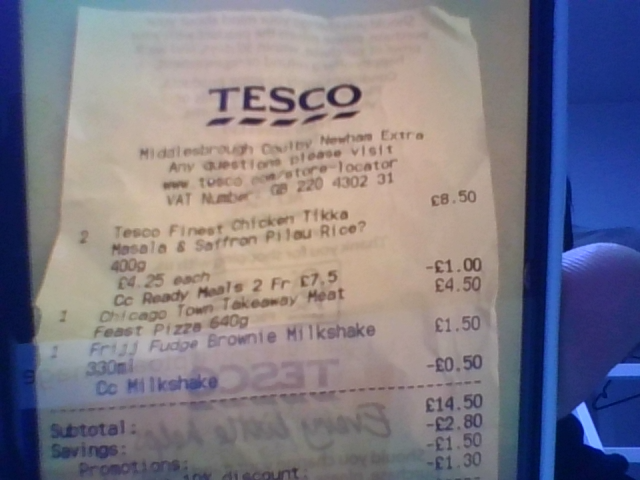 TESCO
Middlesbrough Coulby Newham Extra
Any questions please visit
www.tesco.com/store-locator
VAT Number: GB 220 4302 31
£8.50
2 Tesco Finest Chicken Tikka
Masala & Saffron Pilau Rice?
400g
£4.25 each
Cc Ready Meals 2 Fr £7.5 -£1.00
1 Chicago Town Takeaway Meat £4.50
Feast Pizza 640g
1 Frijj Fudge Brownie Milkshake £1.50
330ml
Cc Milkshake -£0.50
Subtotal: £14.50
Savings: -£2.80
Promotions: -£1.50
10% discount: -£1.30